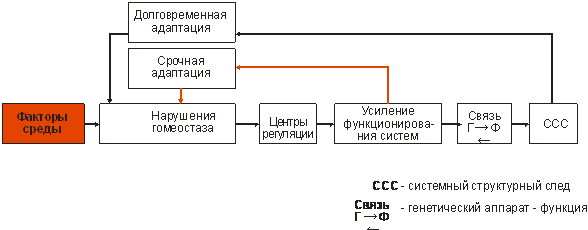 Долговременная
адаптация
Срочная
адаптация
Факторы
среды
Нарушения
гомеостаза
Центры
регуляции
Усиление
функционирова-
ния систем
Связь
Г→Ф
←
ССС
ССС - системный структурный след
Связь
Г→Ф - генетический аппарат - функция
←